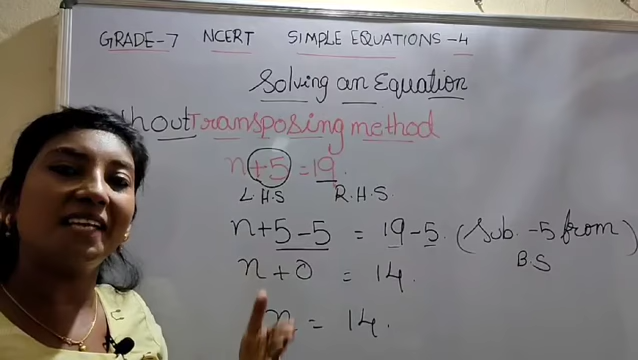 GRADE-7 NCERT SIMPLE EQUATIONS-4
Solving an Equation
thout Transposing method
n+5 = 19.
L.H.S R.H.S.
n+5-5 = 19-5 (Sub. -5 from
B.S
n+0 = 14.
n = 14.